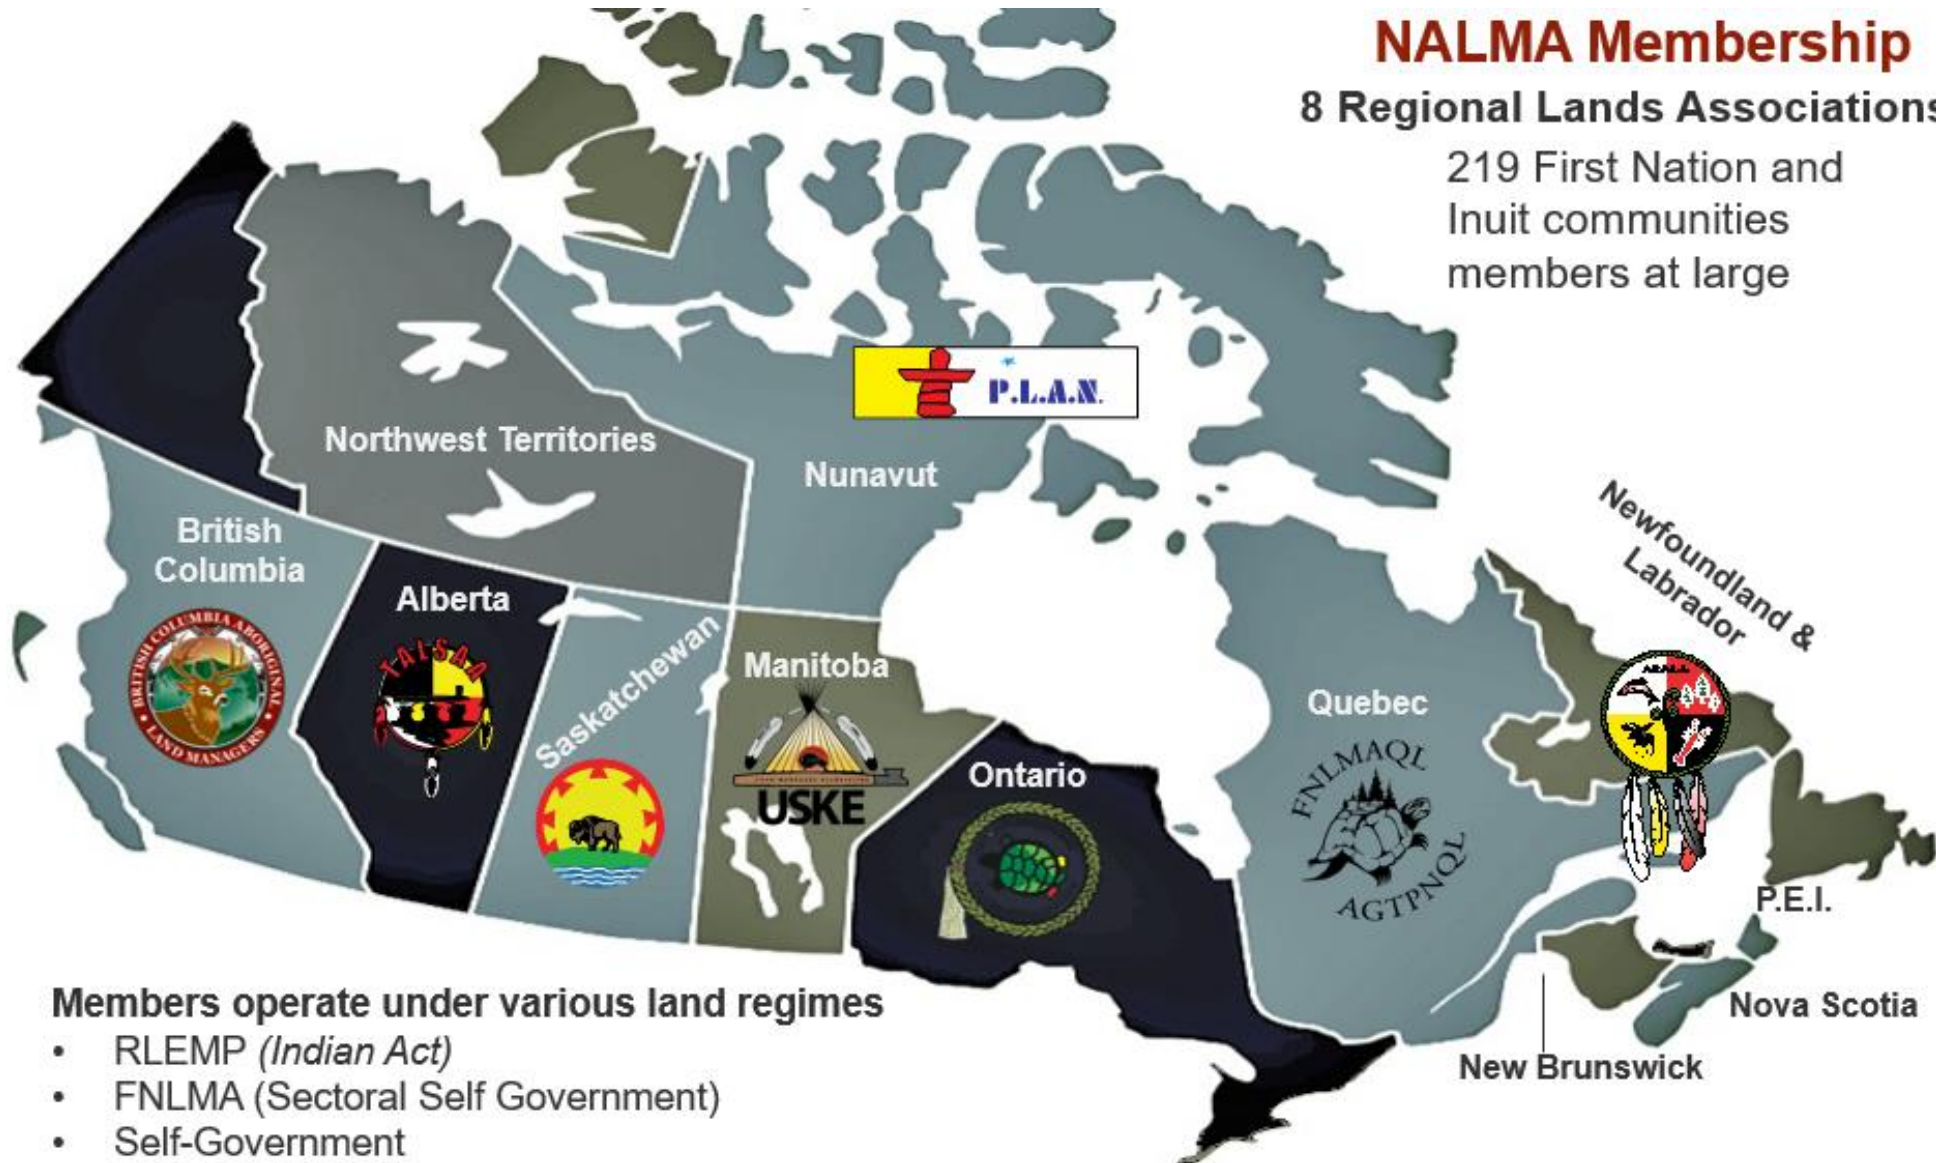 NALMA Membership
8 Regional Lands Associations
219 First Nation and
Inuit communities
members at large
P.L.A.N.
Northwest Territories
Nunavut
British
Columbia
BRITISH COLUMBIA ABORIGINAL
• LAND MANAGERS •
Alberta
TALSAA
Saskatchewan
Manitoba
USKE
Ontario
Quebec
FNLMAQL
AGTPNQL
Newfoundland &
Labrador
P.E.I.
Nova Scotia
New Brunswick
Members operate under various land regimes
• RLEMP (Indian Act)
• FNLMA (Sectoral Self Government)
• Self-Government